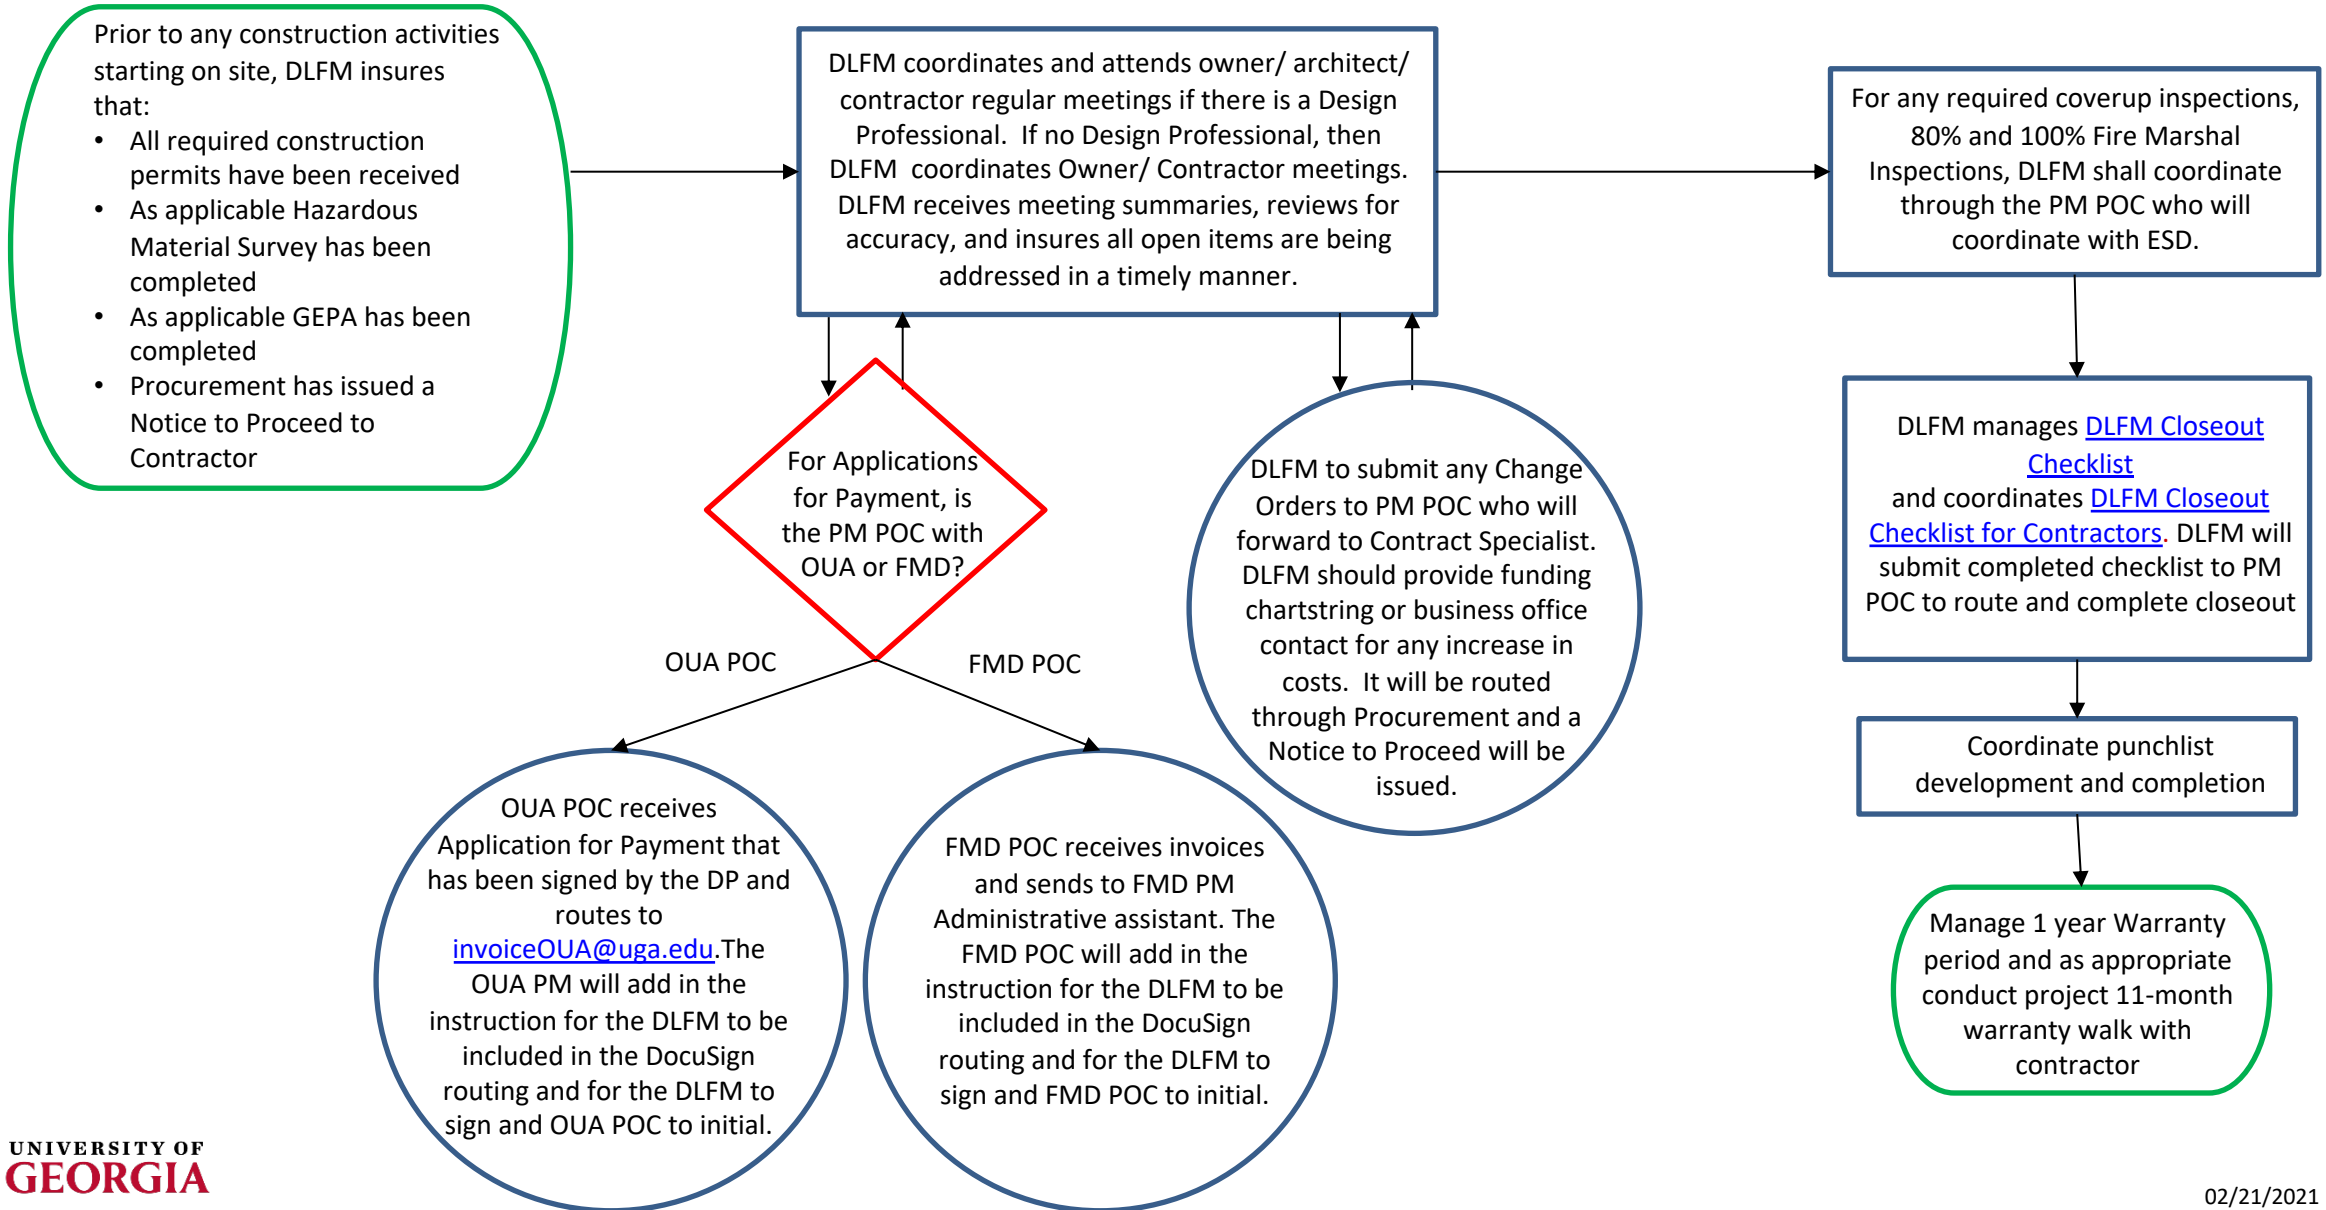 Prior to any construction activities
starting on site, DLFM insures
that:
• All required construction
permits have been received
• As applicable Hazardous
Material Survey has been
completed
• As applicable GEPA has been
completed
• Procurement has issued a
Notice to Proceed to
Contractor
DLFM coordinates and attends owner/ architect/
contractor regular meetings if there is a Design
Professional. If no Design Professional, then
DLFM coordinates Owner/ Contractor meetings.
DLFM receives meeting summaries, reviews for
accuracy, and insures all open items are being
addressed in a timely manner.
For any required coverup inspections,
80% and 100% Fire Marshal
Inspections, DLFM shall coordinate
through the PM POC who will
coordinate with ESD.
For Applications
for Payment, is
the PM POC with
OUA or FMD?
DLFM to submit any Change
Orders to PM POC who will
forward to Contract Specialist.
DLFM should provide funding
chartstring or business office
contact for any increase in
costs. It will be routed
through Procurement and a
Notice to Proceed will be
issued.
DLFM manages DLFM Closeout
Checklist
and coordinates DLFM Closeout
Checklist for Contractors. DLFM will
submit completed checklist to PM
POC to route and complete closeout
OUA POC
FMD POC
OUA POC receives
Application for Payment that
has been signed by the DP and
routes to
invoiceOUA@uga.edu.The
OUA PM will add in the
instruction for the DLFM to be
included in the DocuSign
routing and for the DLFM to
sign and OUA POC to initial.
FMD POC receives invoices
and sends to FMD PM
Administrative assistant. The
FMD POC will add in the
instruction for the DLFM to be
included in the DocuSign
routing and for the DLFM to
sign and FMD POC to initial.
Coordinate punchlist
development and completion
Manage 1 year Warranty
period and as appropriate
conduct project 11-month
warranty walk with
contractor
UNIVERSITY OF
GEORGIA
02/21/2021